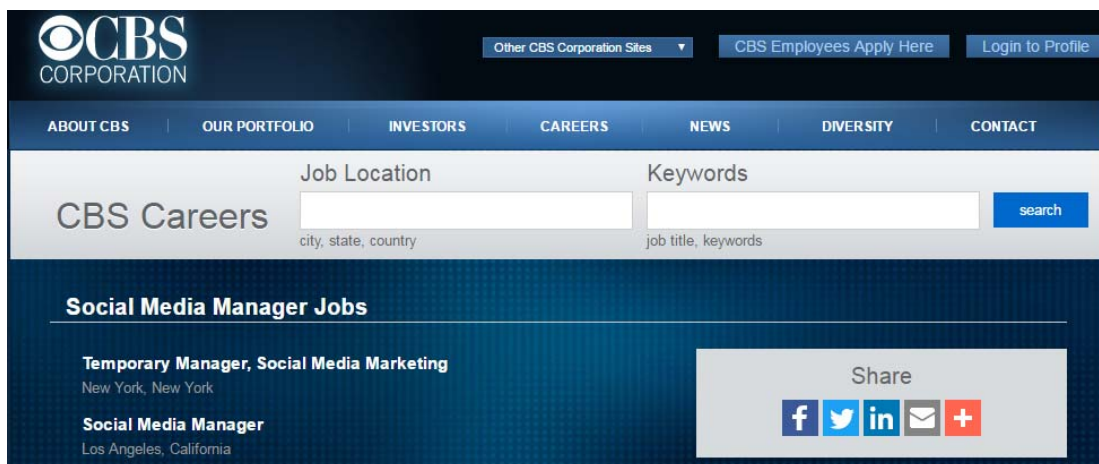 CBS
CORPORATION
Other CBS Corporation Sites
CBS Employees Apply Here
Login to Profile
ABOUT CBS
OUR PORTFOLIO
INVESTORS
CAREERS
NEWS
DIVERSITY
CONTACT
CBS Careers
Job Location
city, state, country
Keywords
job title, keywords
search
Social Media Manager Jobs
Temporary Manager, Social Media Marketing
New York, New York
Social Media Manager
Los Angeles, California
Share